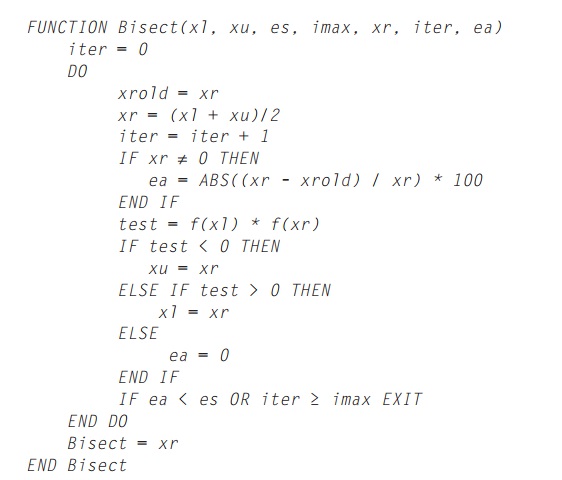 FUNCTION Bisect(xl, xu, es, imax, xr, iter, ea)
iter = 0
DO
xrold = xr
xr = (xl + xu)/2
iter = iter + 1
IF xr ≠ 0 THEN
ea = ABS((xr - xrold) / xr) * 100
END IF
test = f(xl) * f(xr)
IF test < 0 THEN
xu = xr
ELSE IF test > 0 THEN
xl = xr
ELSE
ea = 0
END IF
IF ea < es OR iter ≥ imax EXIT
END DO
Bisect = xr
END Bisect